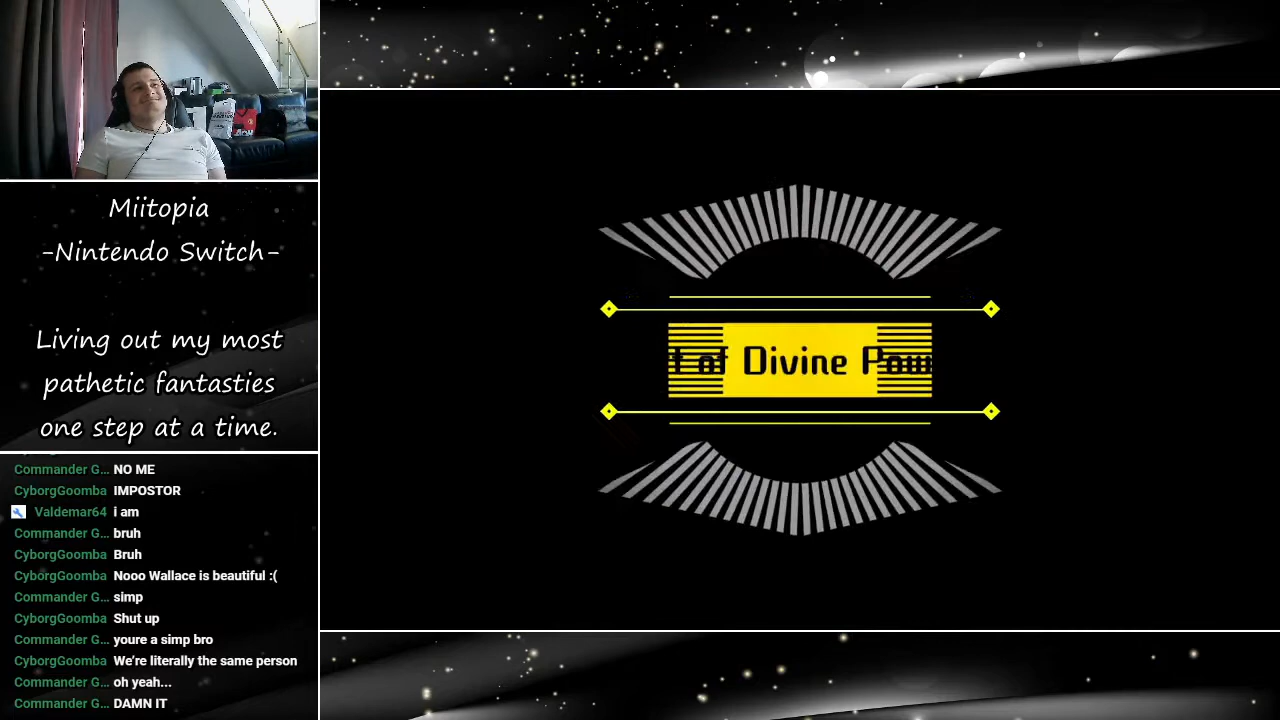 Miitopia
-Nintendo Switch-
Living out my most
pathetic fantasties
one step at a time.
Commander G... NO ME
CyborgGoomba IMPOSTOR
Valdemar64 i am
Commander G... bruh
CyborgGoomba Bruh
CyborgGoomba Nooo Wallace is beautiful :(
Commander G... simp
CyborgGoomba Shut up
Commander G... youre a simp bro
CyborgGoomba We’re literally the same person
Commander G... oh yeah...
Commander G... DAMN IT
t of Divine Pow